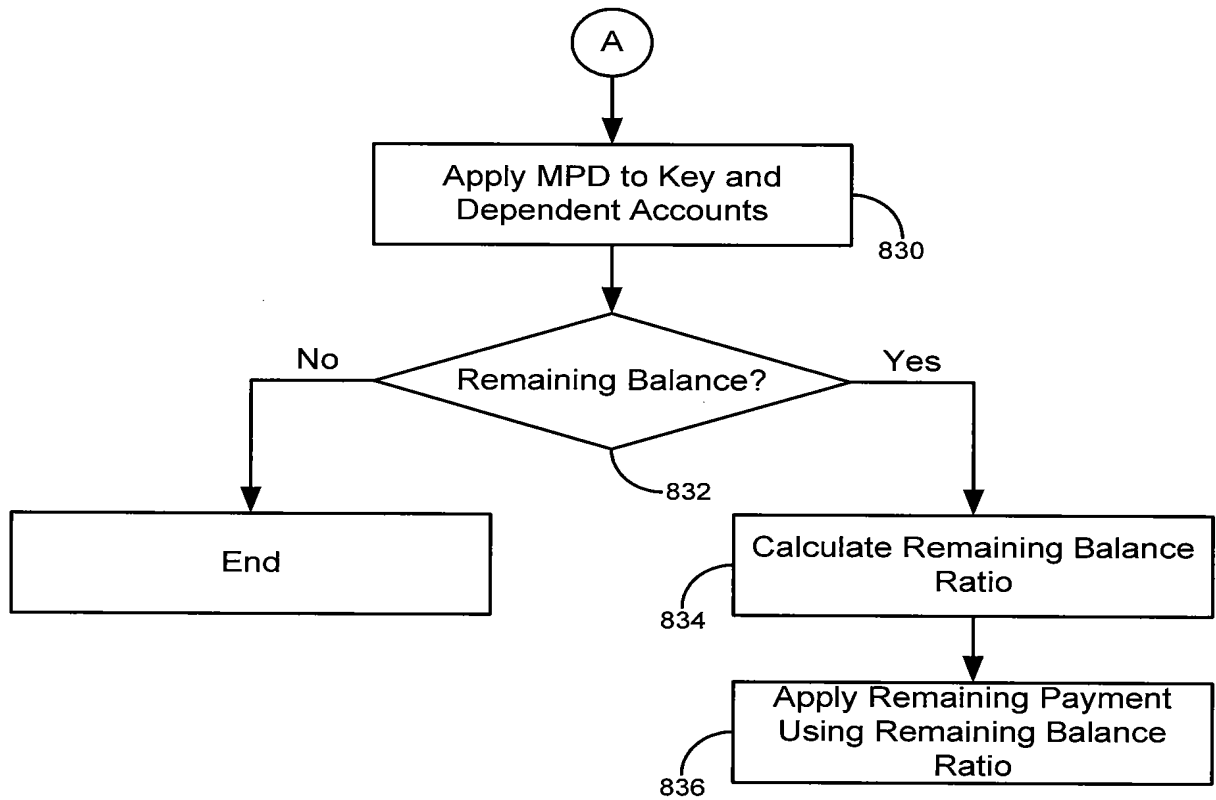 A
Apply MPD to Key and
Dependent Accounts
830
No
Remaining Balance?
Yes
832
End
Calculate Remaining Balance
Ratio
834
Apply Remaining Payment
Using Remaining Balance
Ratio
836